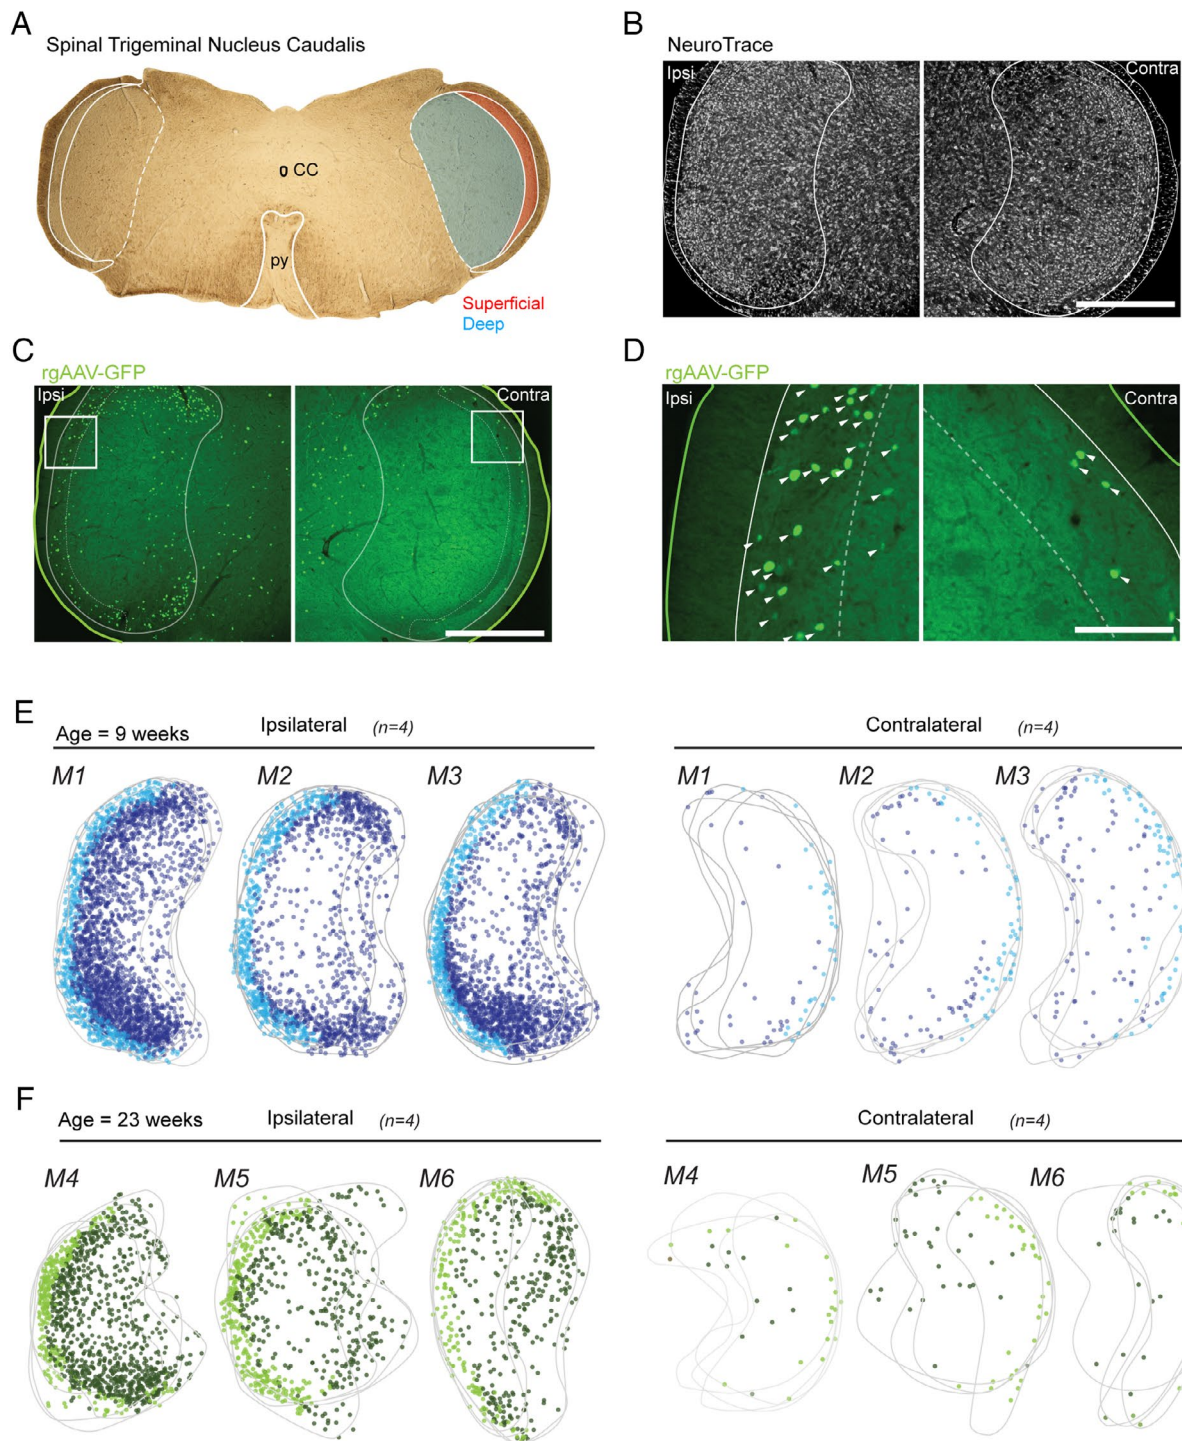 A
Spinal Trigeminal Nucleus Caudalis
CC
py
Superficial
Deep
B
NeuroTrace
Ipsi
Contra
C
rgAAV-GFP
Ipsi
Contra
D
rgAAV-GFP
Ipsi
Contra
E
Age = 9 weeks
Ipsilateral (n=4)
Contralateral (n=4)
M1
M2
M3
M1
M2
M3
F
Age = 23 weeks
Ipsilateral (n=4)
Contralateral (n=4)
M4
M5
M6
M4
M5
M6